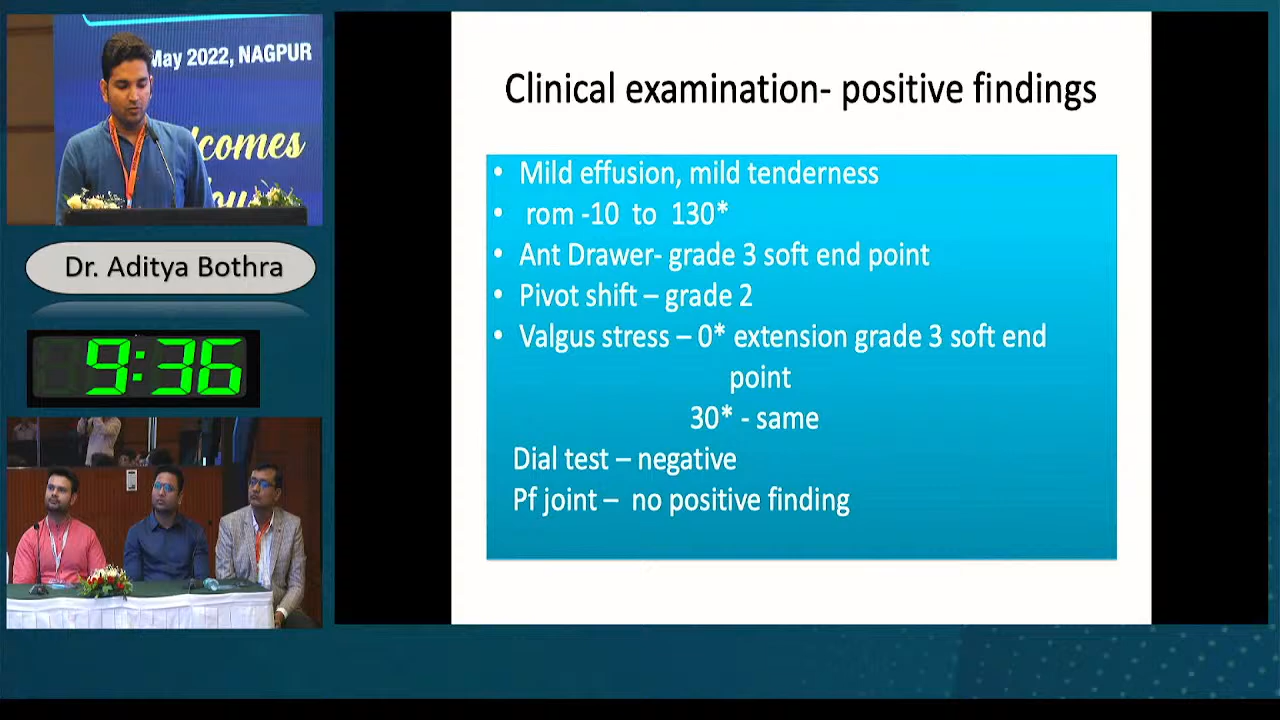 May 2022, NAGPUR
Dr. Aditya Bothra
9:36
Clinical examination- positive findings
• Mild effusion, mild tenderness
• rom -10 to 130*
• Ant Drawer- grade 3 soft end point
• Pivot shift – grade 2
• Valgus stress – 0* extension grade 3 soft end
point
30* - same
Dial test – negative
Pf joint – no positive finding